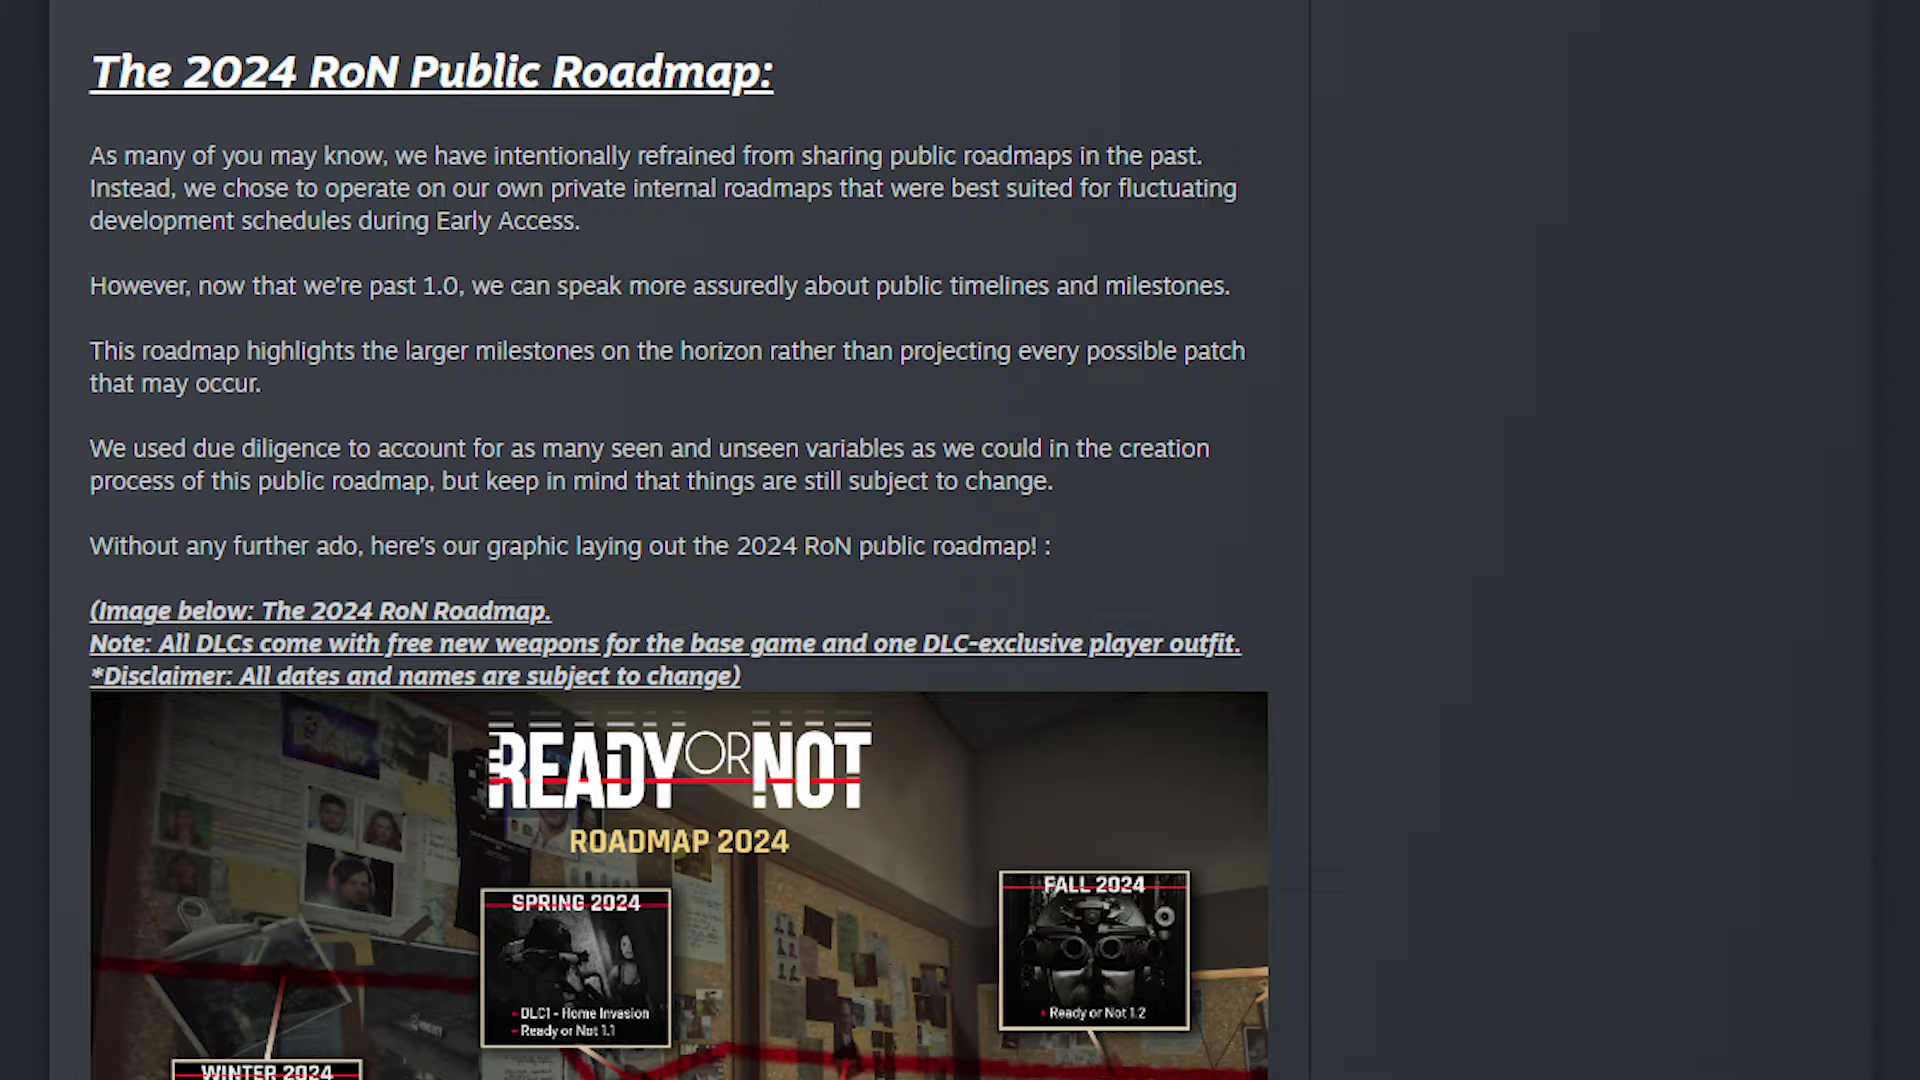 The 2024 RoN Public Roadmap:
As many of you may know, we have intentionally refrained from sharing public roadmaps in the past.
Instead, we chose to operate on our own private internal roadmaps that were best suited for fluctuating
development schedules during Early Access.
However, now that we're past 1.0, we can speak more assuredly about public timelines and milestones.
This roadmap highlights the larger milestones on the horizon rather than projecting every possible patch
that may occur.
We used due diligence to account for as many seen and unseen variables as we could in the creation
process of this public roadmap, but keep in mind that things are still subject to change.
Without any further ado, here's our graphic laying out the 2024 RoN public roadmap! :
(Image below: The 2024 RoN Roadmap.
Note: All DLCs come with free new weapons for the base game and one DLC-exclusive player outfit.
*Disclaimer: All dates and names are subject to change)
READY OR NOT
ROADMAP 2024
SPRING 2024
- DLC1 - Home Invasion
- Ready or Not 1.1
FALL 2024
Ready or Not 1.2
WINTER 2024